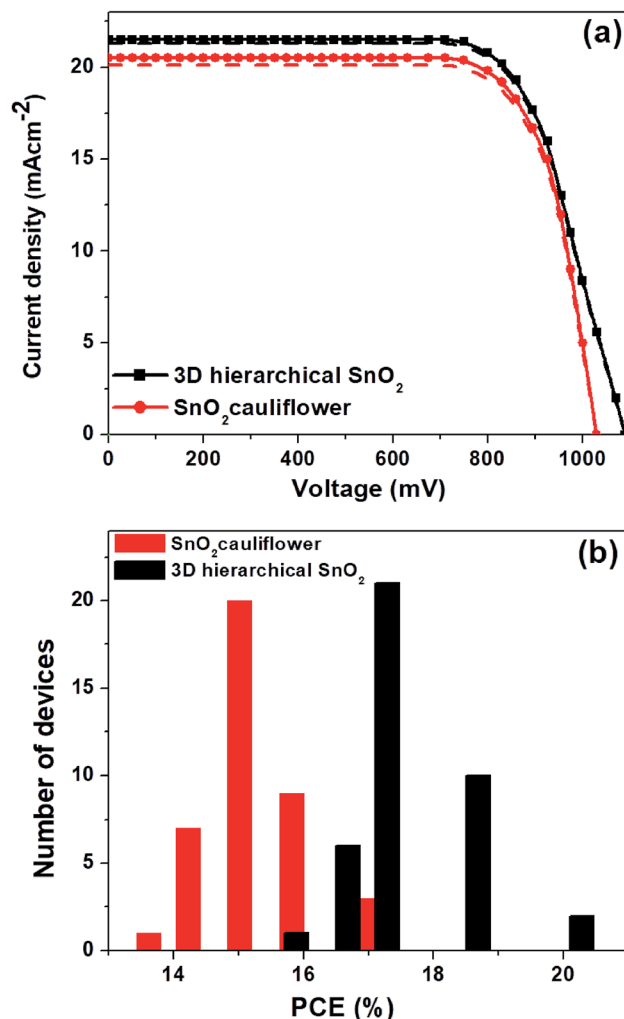 (a)
20
15
10
5
0
Current density (mAcm-2)
3D hierarchical SnO2
SnO2cauliflower
0 200 400 600 800 1000
Voltage (mV)
(b)
SnO2cauliflower
3D hierarchical SnO2
20
15
10
5
0
Number of devices
14 16 18 20
PCE (%)